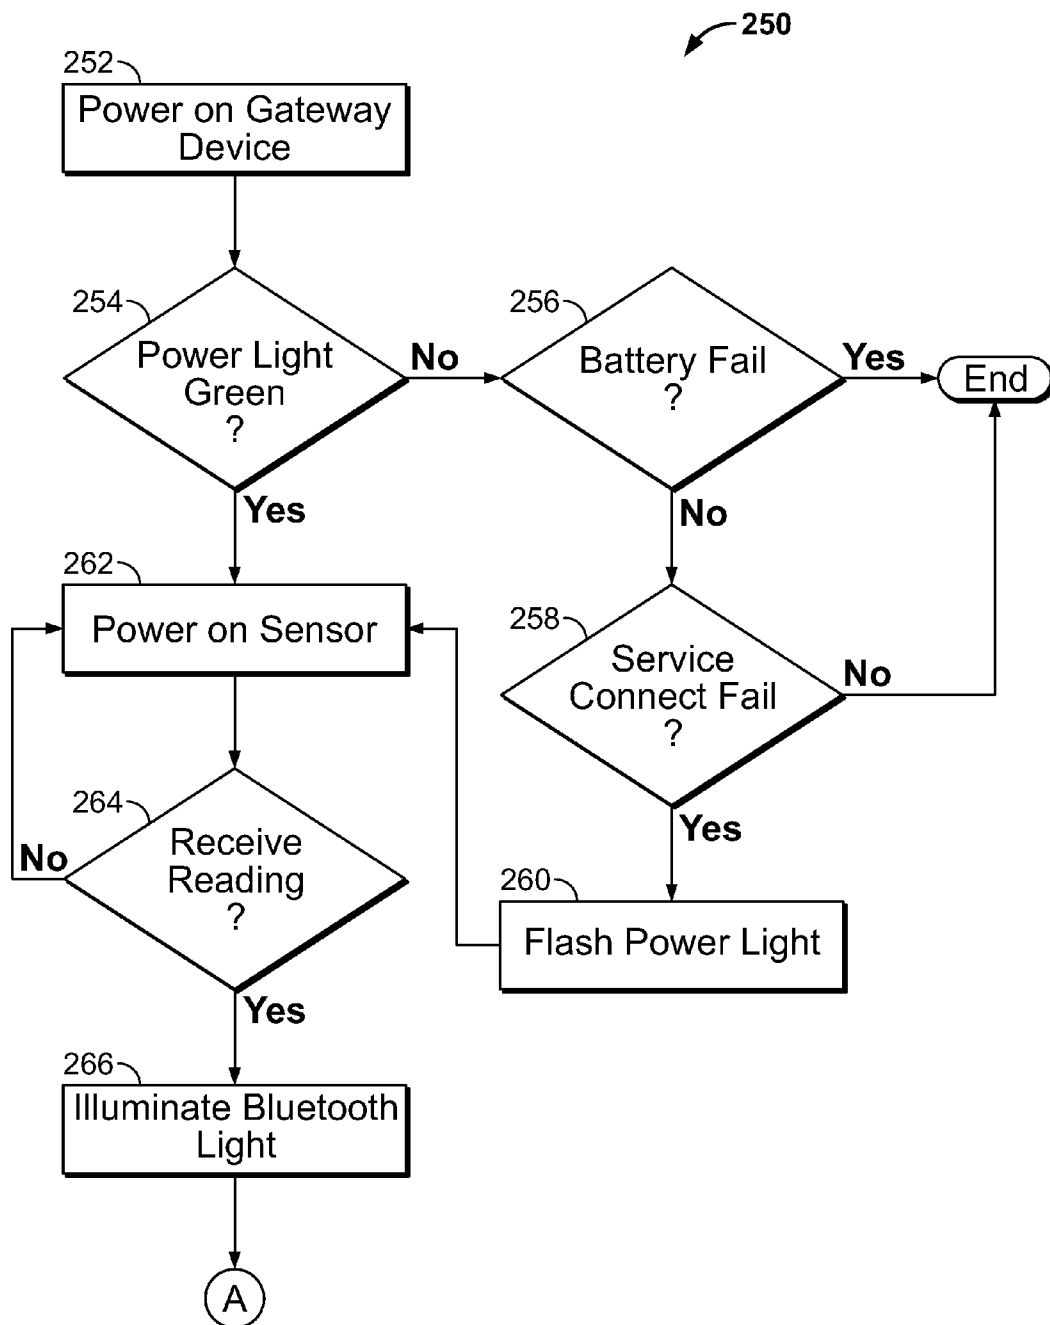 250
252
Power on Gateway
Device
254
Power Light
Green
?
No
Yes
256
Battery Fail
?
Yes
No
End
262
Power on Sensor
258
Service
Connect Fail
?
No
Yes
264
Receive
Reading
?
No
Yes
260
Flash Power Light
266
Illuminate Bluetooth
Light
A